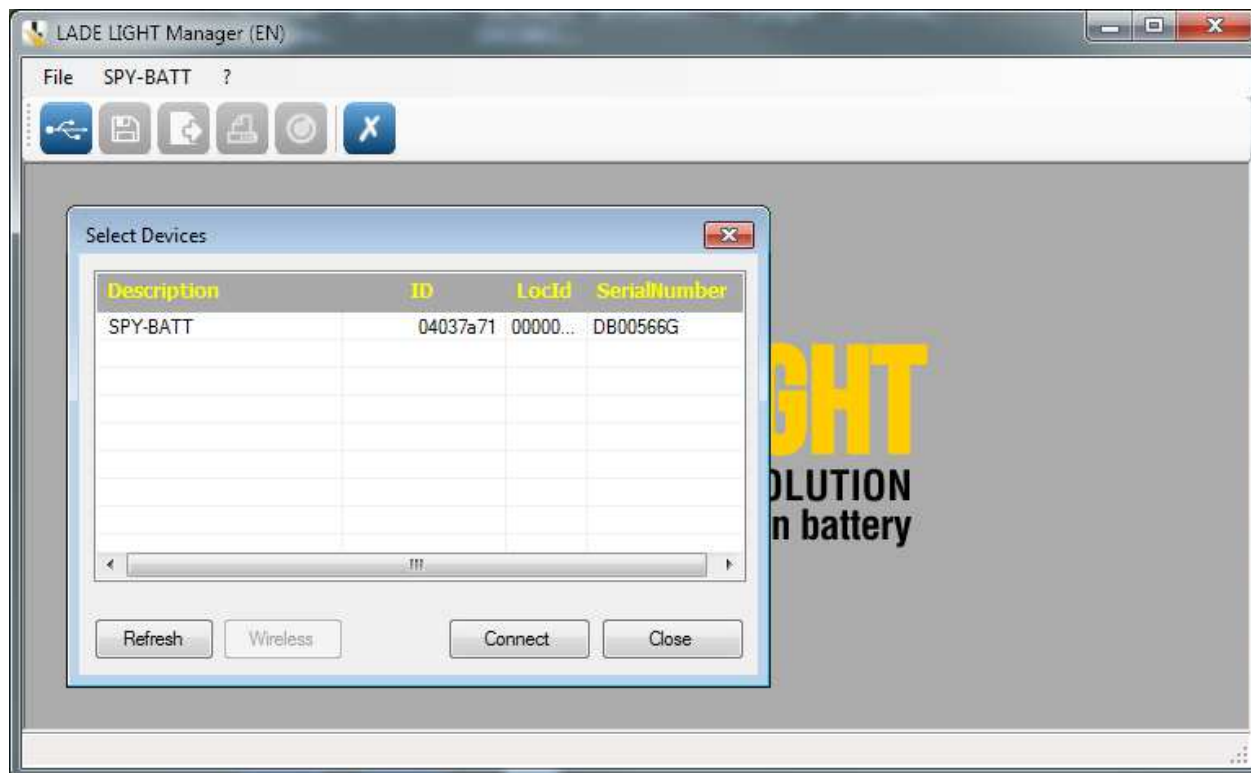 LADE LIGHT Manager (EN)
File SPY-BATT ?
Select Devices
Description ID LocId SerialNumber
SPY-BATT 04037a71 00000... DB00566G
GHT
OLUTION
n battery
Refresh Wireless Connect Close